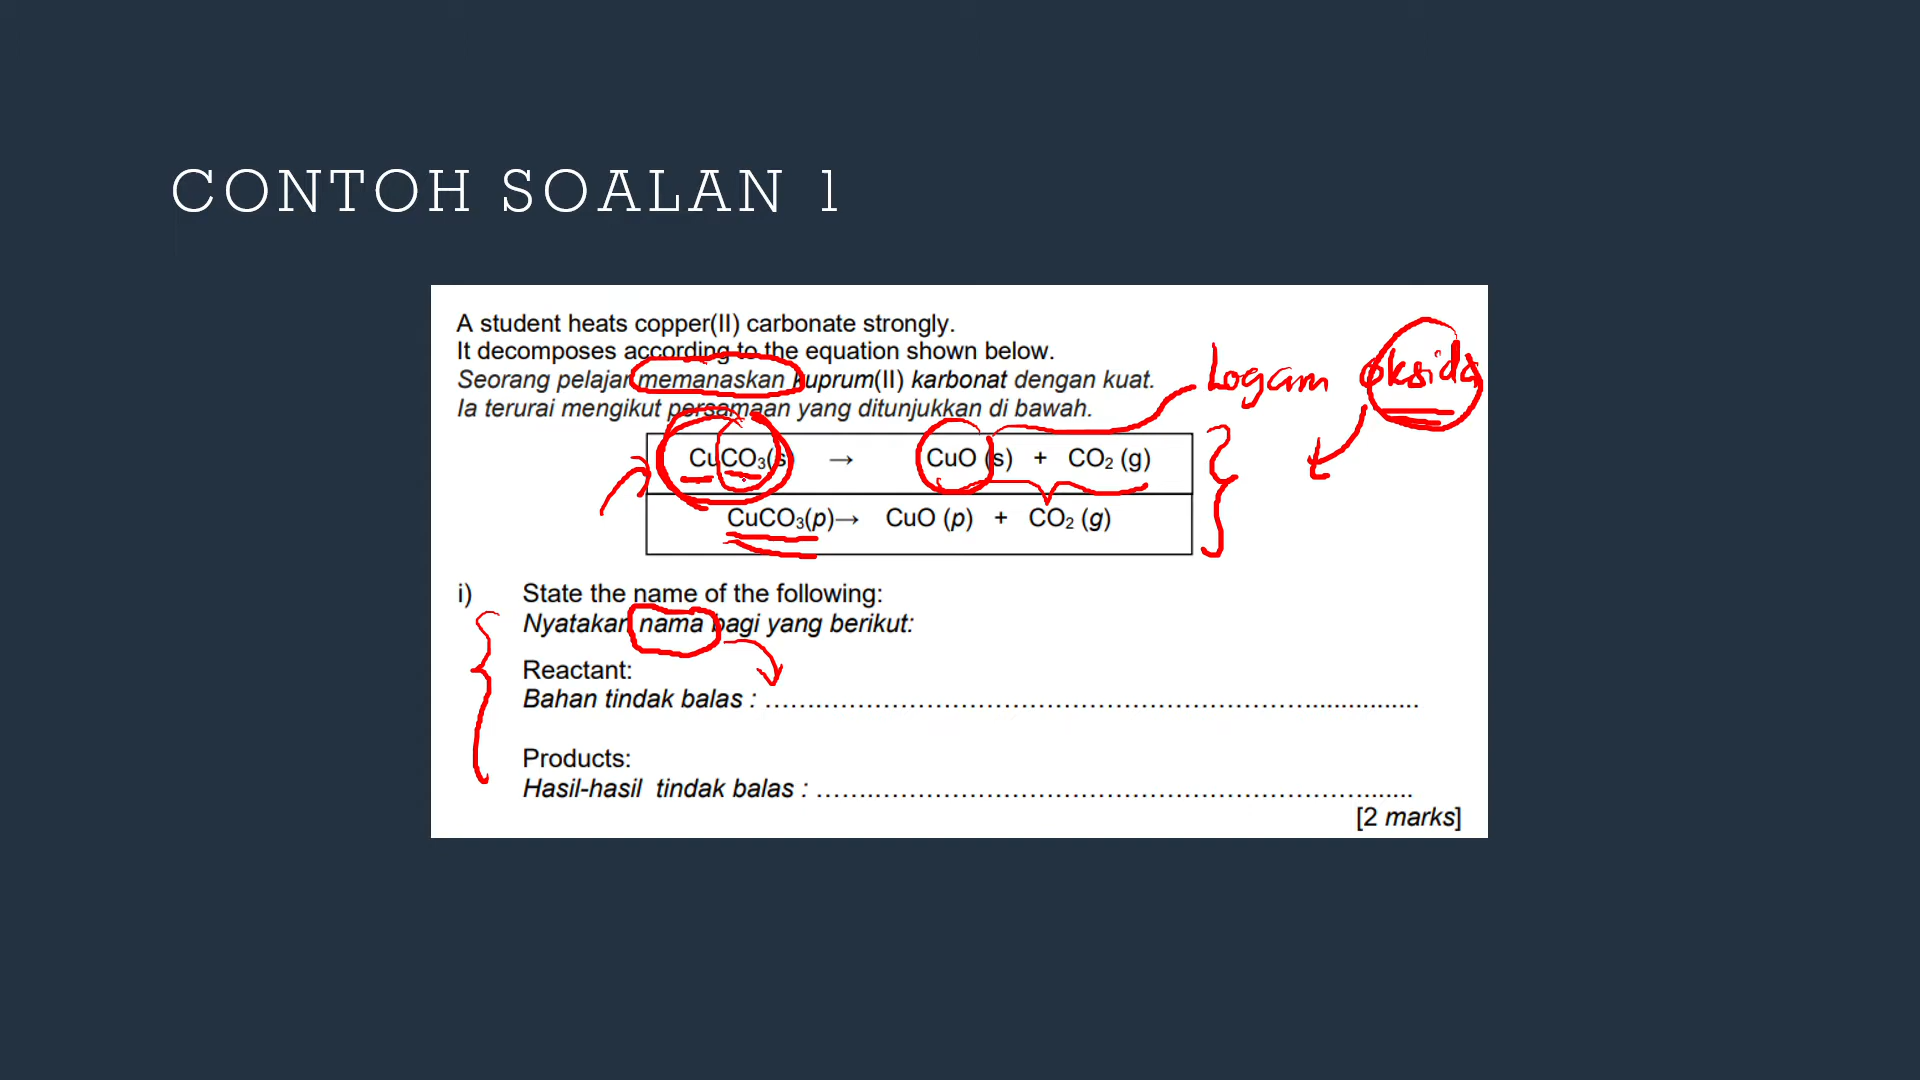 CONTOH SOALAN 1
A student heats copper(II) carbonate strongly.
It decomposes according to the equation shown below.
Seorang pelajar memanaskan kuprum(II) karbonat dengan kuat.
Ia terurai mengikut persamaan yang ditunjukkan di bawah.
Logam oksida
CuCO₃(s) → CuO (s) + CO₂ (g)
CuCO₃(p)→ CuO (p) + CO₂ (g)
i) State the name of the following:
Nyatakan nama bagi yang berikut:
Reactant:
Bahan tindak balas : ……………………………………………………………
Products:
Hasil-hasil tindak balas : ……………………………………………………………
[2 marks]